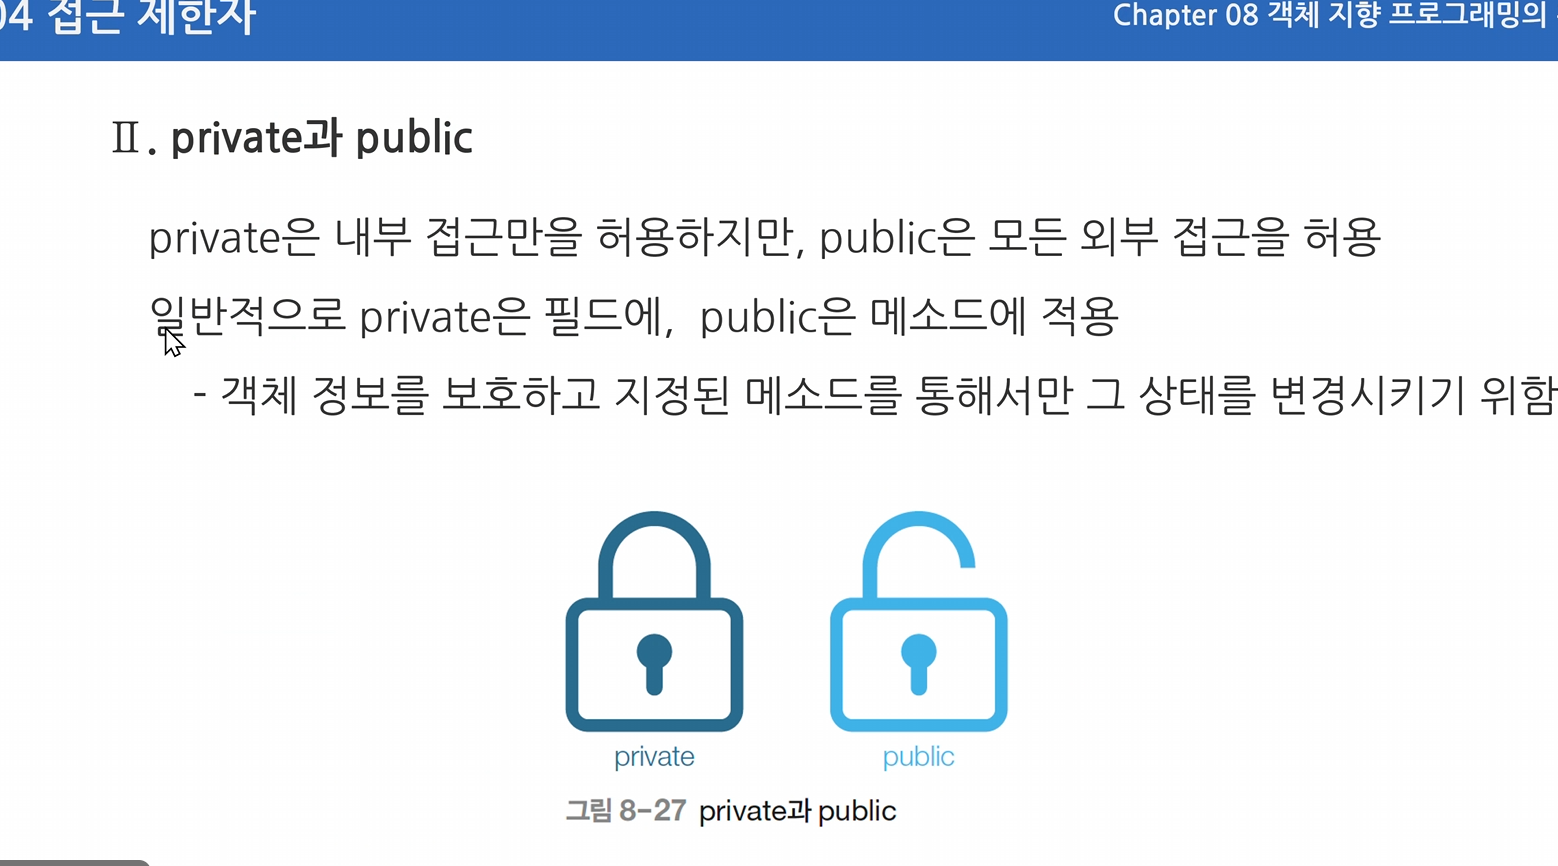 04 접근 제한자
Chapter 08 객체 지향 프로그래밍의
Ⅱ. private과 public
private은 내부 접근만을 허용하지만, public은 모든 외부 접근을 허용
일반적으로 private은 필드에, public은 메소드에 적용
- 객체 정보를 보호하고 지정된 메소드를 통해서만 그 상태를 변경시키기 위함
private
public
그림 8-27 private과 public